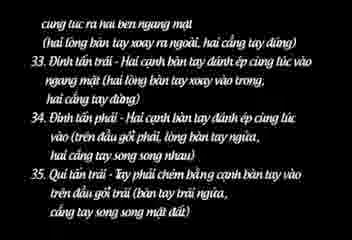 cùng lúc ra hai bên ngang mặt
(hai lòng bàn tay xoay ra ngoài, hai cẳng tay đứng)
33. Đinh tấn trái - Hai cạnh bàn tay đánh ép cùng lúc vào
ngang mặt (hai lòng bàn tay xoay vào trong,
hai cẳng tay đứng)
34. Đinh tấn phải - Hai cạnh bàn tay đánh ép cùng lúc
vào (trên đầu gối phải, lòng bàn tay ngửa,
hai cẳng tay song song nhau)
35. Quì tấn trái - Tay phải chém bằng cạnh bàn tay vào
trên đầu gối trái (bàn tay trái ngửa,
cẳng tay song song mặt đất)